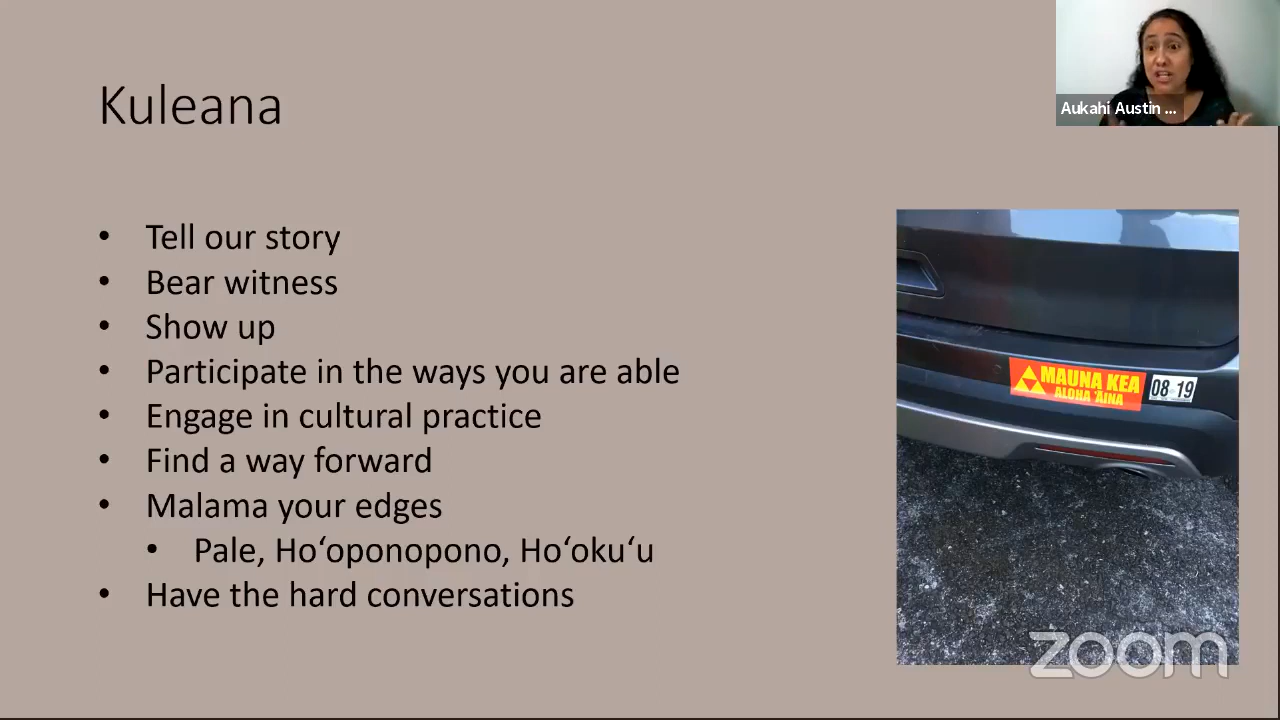 Kuleana
Aukahi Austin ...
• Tell our story
• Bear witness
• Show up
• Participate in the ways you are able
• Engage in cultural practice
• Find a way forward
• Malama your edges
• Pale, Hoʻoponopono, Hoʻokuʻu
• Have the hard conversations
MAUNA KEA
ALOHA ʻĀINA
08-19
zoom